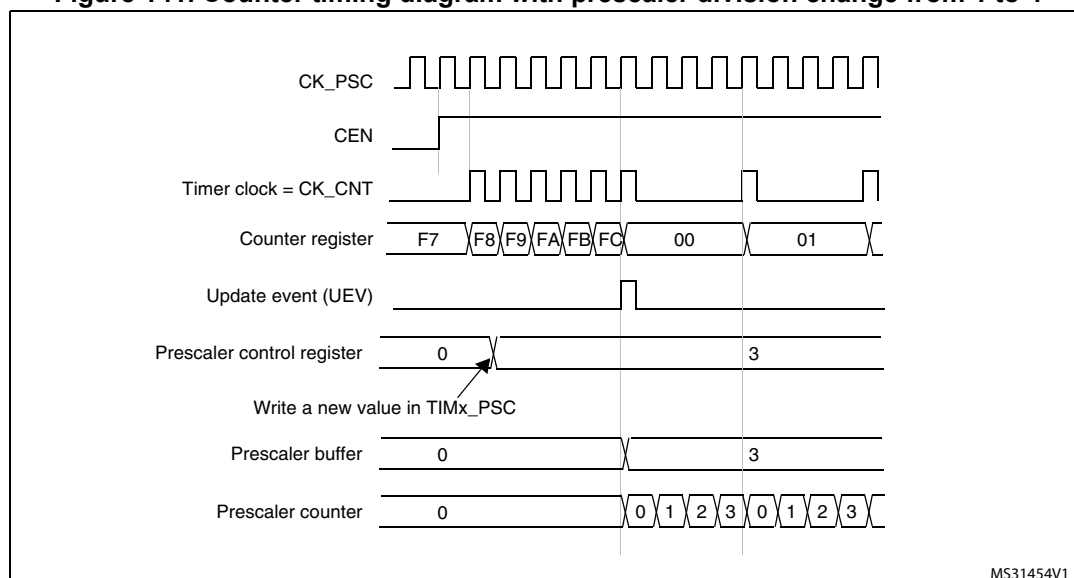 CK_PSC
CEN
Timer clock = CK_CNT
Counter register F7 F8 F9 FA FB FC 00 01
Update event (UEV)
Prescaler control register 0 3
Write a new value in TIMx_PSC
Prescaler buffer 0 3
Prescaler counter 0 0 1 2 3 0 1 2 3
MS31454V1